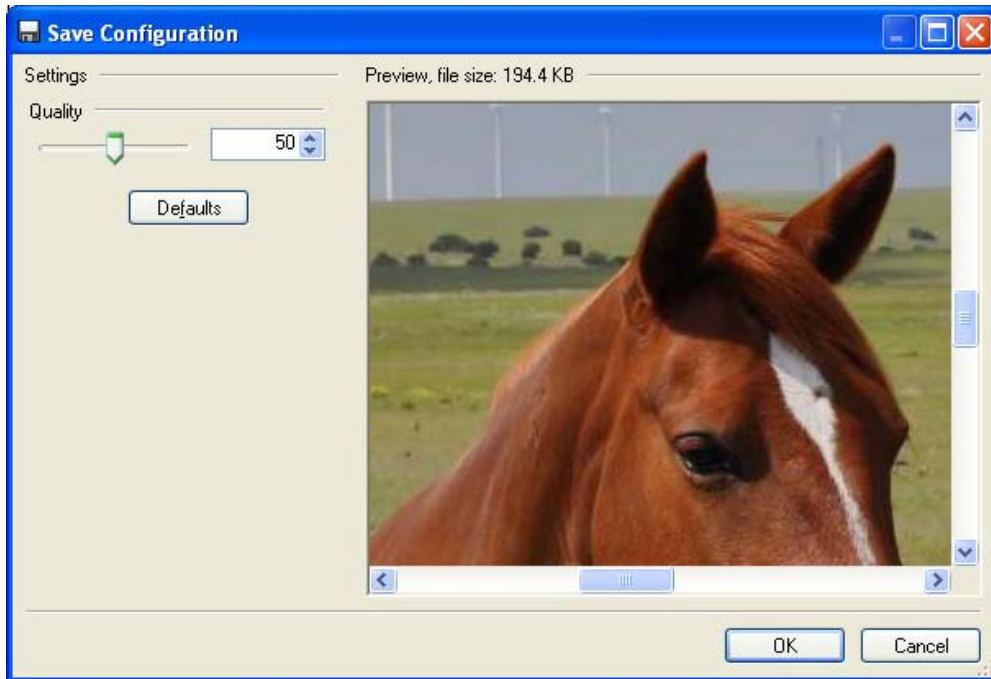 Save Configuration
Settings
Preview, file size: 194.4 KB
Quality
50
Defaults
OK
Cancel